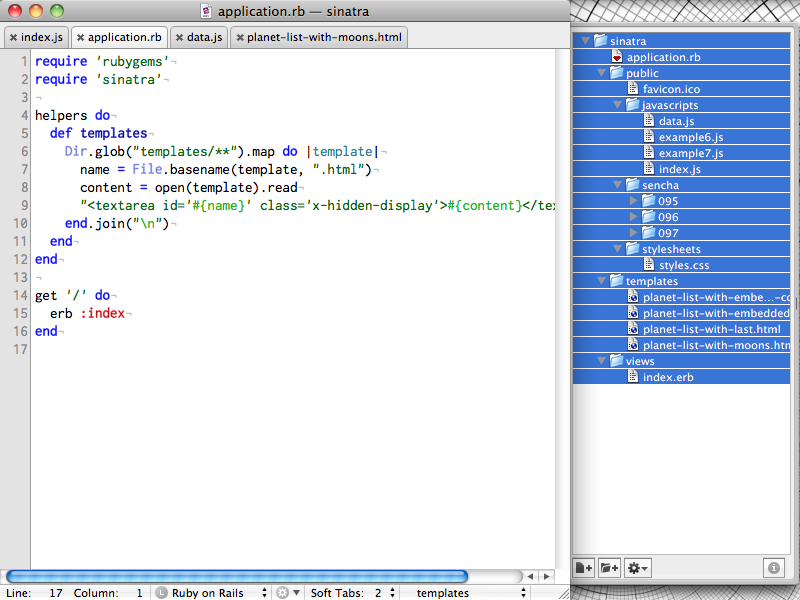 application.rb — sinatra
index.js
application.rb
data.js
planet-list-with-moons.html
1 require 'rubygems'¬
2 require 'sinatra'¬
3 ¬
4 helpers do¬
5 def templates¬
6 Dir.glob("templates/**").map do |template|¬
7 name = File.basename(template, ".html")¬
8 content = open(template).read¬
9 "<textarea id='#{name}' class='x-hidden-display'>#{content}</tex
10 end.join("\n")¬
11 end¬
12 end¬
13 ¬
14 get '/' do¬
15 erb :index¬
16 end¬
17
Line: 17 Column: 1 L Ruby on Rails Soft Tabs: 2 templates
sinatra
application.rb
public
favicon.ico
javascripts
data.js
example6.js
example7.js
index.js
sencha
095
096
097
stylesheets
styles.css
templates
planet-list-with-embe...-co
planet-list-with-embedded
planet-list-with-last.html
planet-list-with-moons.htm
views
index.erb